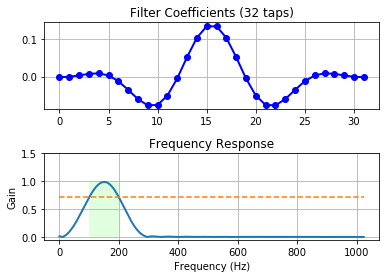 Filter Coefficients (32 taps)
0.1
0.0
0 5 10 15 20 25 30
Frequency Response
1.5
1.0
0.5
0.0
Gain
0 200 400 600 800 1000
Frequency (Hz)